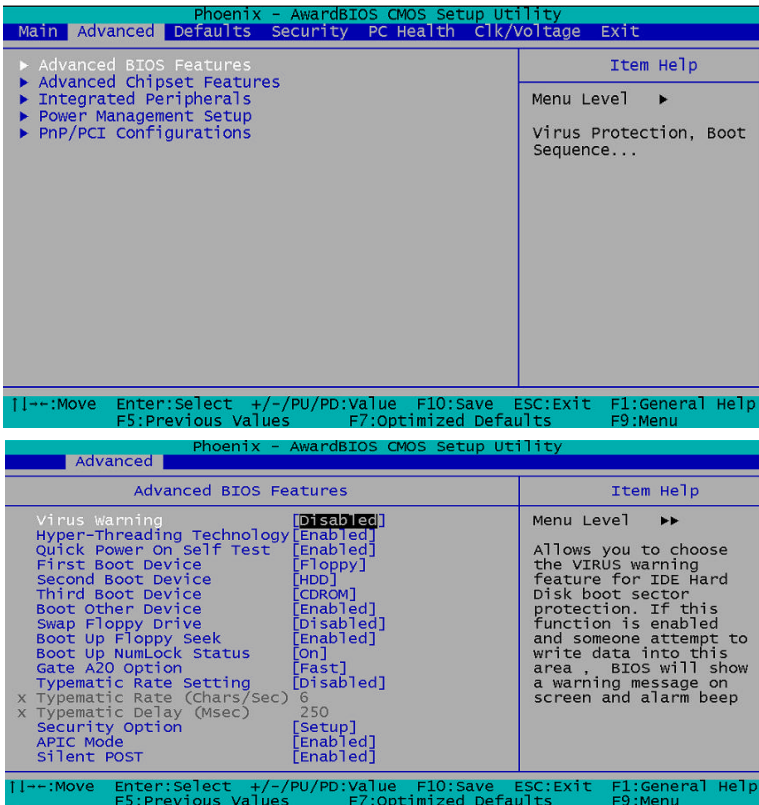 Phoenix - AwardBIOS CMOS Setup Utility
Main Advanced Defaults Security PC Health Clk/Voltage Exit
▶ Advanced BIOS Features
▶ Advanced Chipset Features
▶ Integrated Peripherals
▶ Power Management Setup
▶ PnP/PCI Configurations
Item Help
Menu Level ▶
Virus Protection, Boot
Sequence...
↑↓→←:Move Enter:Select +/-/PU/PD:Value F10:Save ESC:Exit F1:General Help
F5:Previous Values F7:Optimized Defaults F9:Menu
Phoenix - AwardBIOS CMOS Setup Utility
Advanced
Advanced BIOS Features
Virus Warning [Disabled]
Hyper-Threading Technology[Enabled]
Quick Power On Self Test [Enabled]
First Boot Device [Floppy]
Second Boot Device [HDD]
Third Boot Device [CDROM]
Boot Other Device [Enabled]
Swap Floppy Drive [Disabled]
Boot Up Floppy Seek [Enabled]
Boot Up NumLock Status [On]
Gate A20 Option [Fast]
Typematic Rate Setting [Disabled]
x Typematic Rate (Chars/Sec) 6
x Typematic Delay (Msec) 250
Security Option [Setup]
APIC Mode [Enabled]
Silent POST [Enabled]
Item Help
Menu Level ▶▶
Allows you to choose
the VIRUS warning
feature for IDE Hard
Disk boot sector
protection. If this
function is enabled
and someone attempt to
write data into this
area , BIOS will show
a warning message on
screen and alarm beep
↑↓→←:Move Enter:Select +/-/PU/PD:Value F10:Save ESC:Exit F1:General Help
F5:Previous Values F7:Optimized Defaults F9:Menu